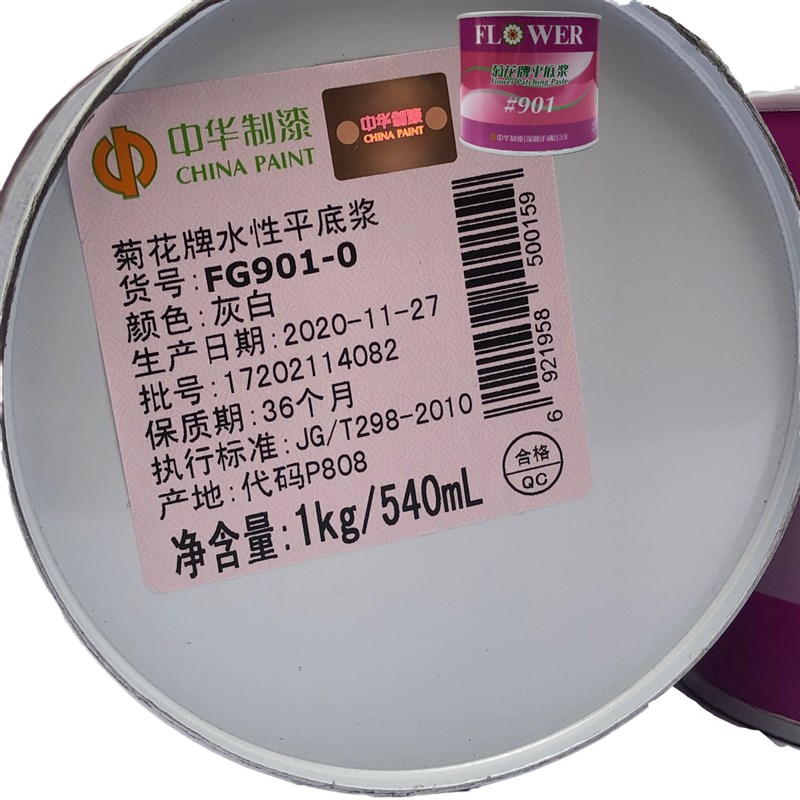 FLOWER
菊花牌平底浆
Flower Patching Paste
#901
中华制漆
CHINA PAINT
中华制漆
CHINA PAINT
菊花牌水性平底浆
货号:FG901-0
颜色:灰白
生产日期:2020-11-27
批号:17202114082
保质期:36个月
执行标准:JG/T298-2010
产地:代码P808
净含量:1kg/540mL
6 921958 500159
合格
QC